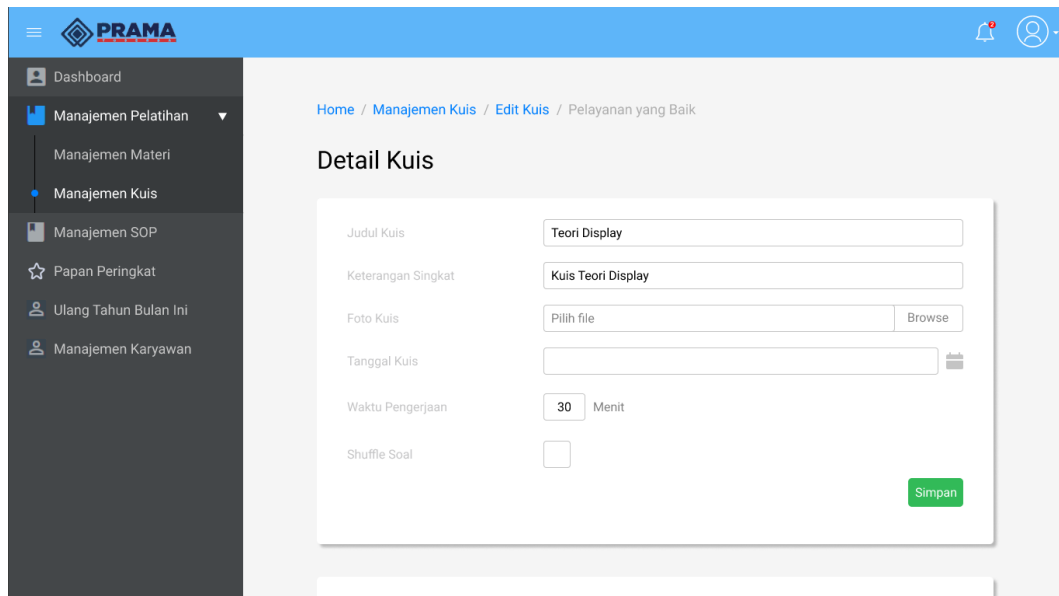 PRAMA
2
Dashboard
Manajemen Pelatihan
Manajemen Materi
Manajemen Kuis
Manajemen SOP
Papan Peringkat
Ulang Tahun Bulan Ini
Manajemen Karyawan
Home / Manajemen Kuis / Edit Kuis / Pelayanan yang Baik
Detail Kuis
Judul Kuis Teori Display
Keterangan Singkat Kuis Teori Display
Foto Kuis Pilih file Browse
Tanggal Kuis
Waktu Pengerjaan 30 Menit
Shuffle Soal
Simpan